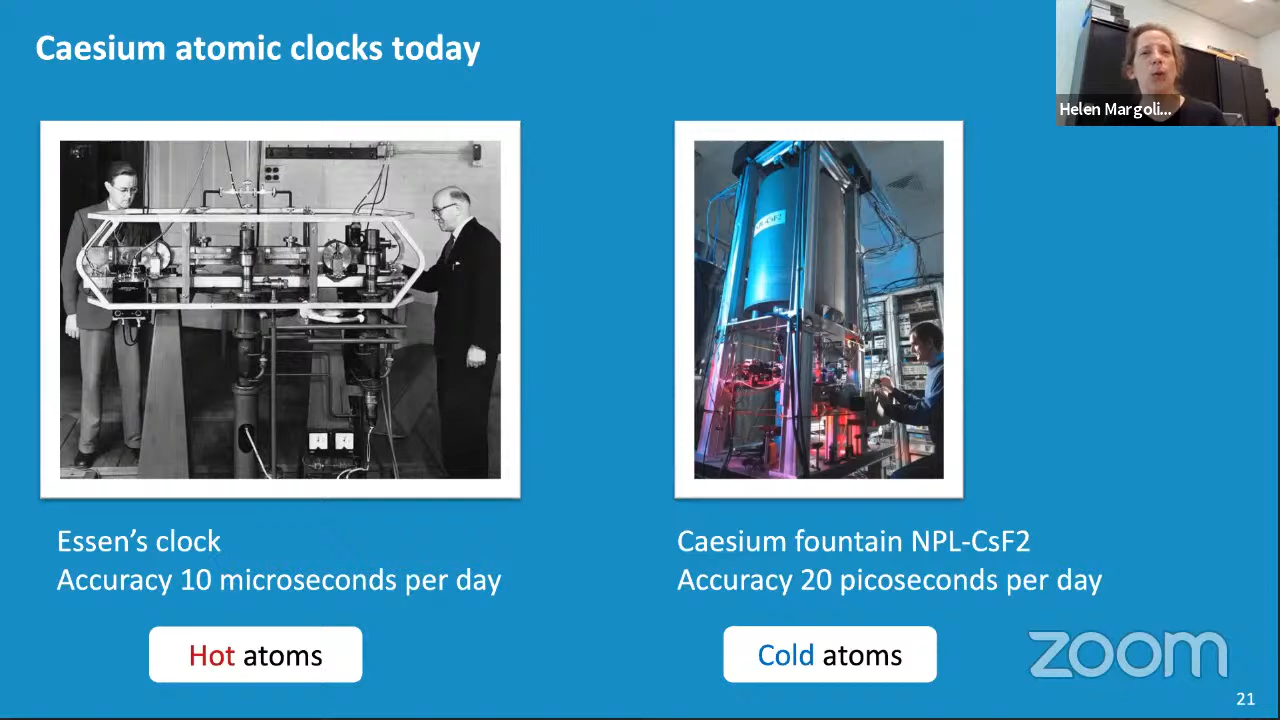 Caesium atomic clocks today
Helen Margoli...
Essen's clock
Accuracy 10 microseconds per day
Hot atoms
Caesium fountain NPL-CsF2
Accuracy 20 picoseconds per day
Cold atoms
zoom
21